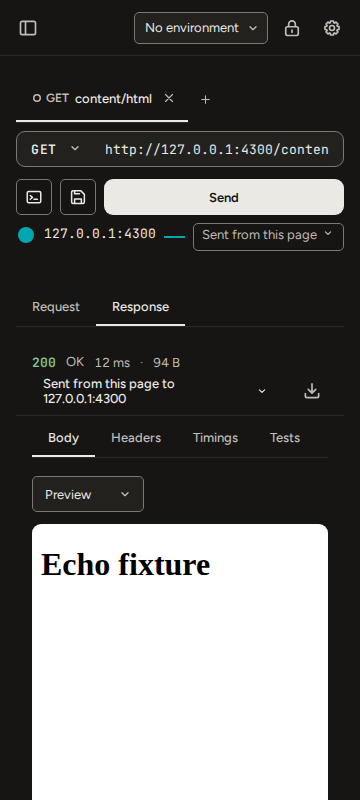 No environment
GET content/html
GET http://127.0.0.1:4300/conten
Send
127.0.0.1:4300 Sent from this page
Request Response
200 OK 12 ms · 94 B
Sent from this page to
127.0.0.1:4300
Body Headers Timings Tests
Preview
Echo fixture